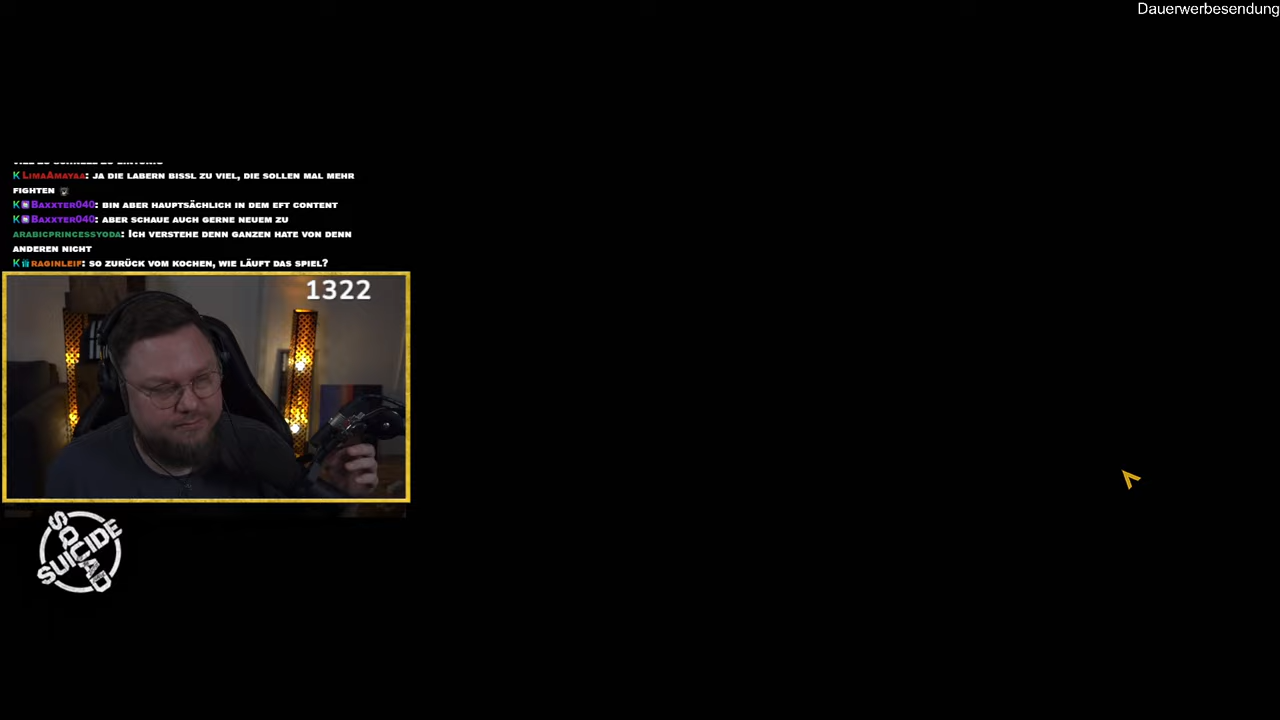 Dauerwerbesendung
K LimaAmayaa: ja die labern bissl zu viel, die sollen mal mehr
fighten
K Baxxter040: bin aber hauptsächlich in dem eft content
K Baxxter040: aber schaue auch gerne neuem zu
arabicprincessyoda: Ich verstehe denn ganzen hate von denn
anderen nicht
K raginleif: so zurück vom kochen, wie läuft das spiel?
1322
SUICIDE
SQUAD